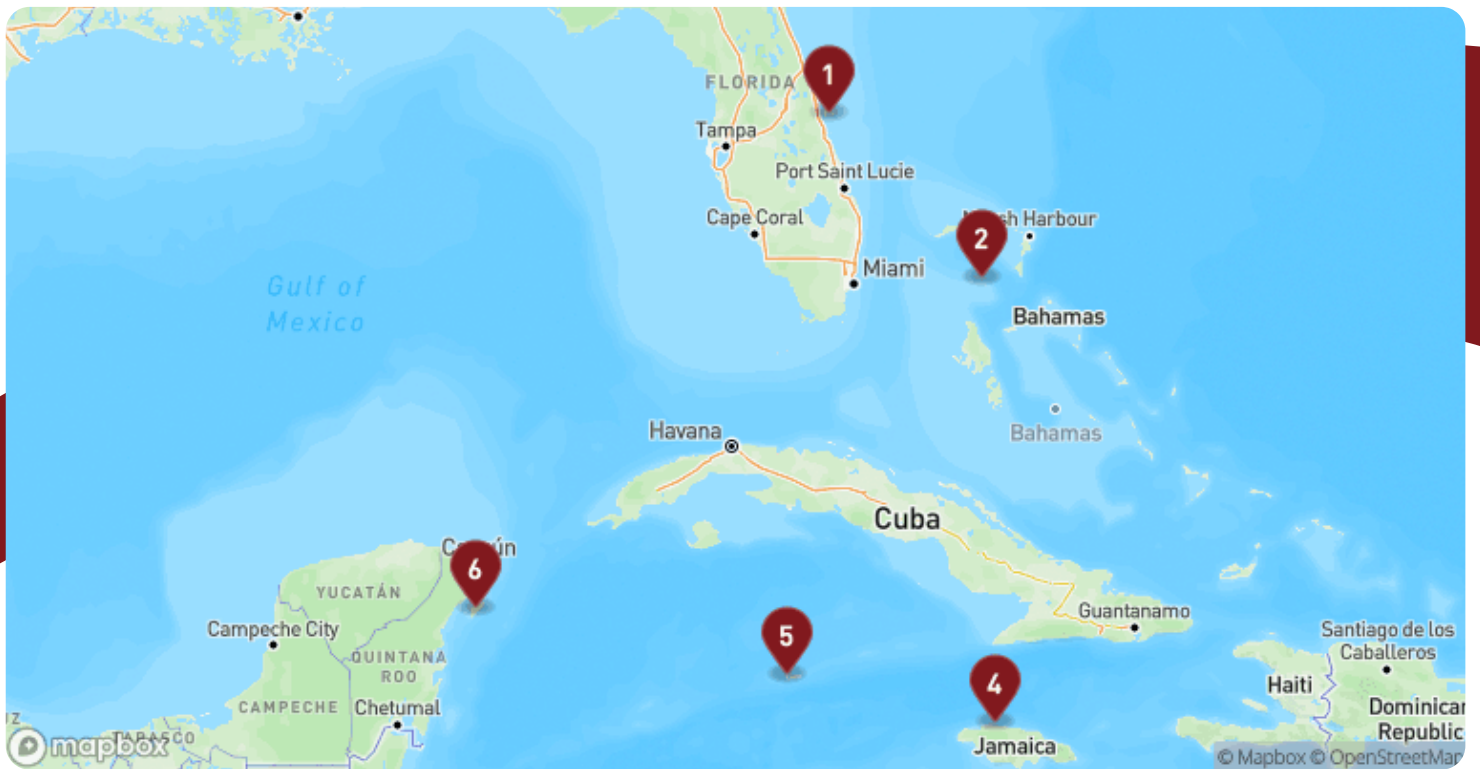 FLORIDA
1
Tampa
Port Saint Lucie
Cape Coral
sh Harbour
2
Miami
Gulf of
Mexico
Bahamas
Bahamas
Havana
Cuba
6
YUCATÁN
Campeche City
QUINTANA
ROO
CAMPECHE
Chetumal
5
Guantanamo
4
Jamaica
Santiago de los
Caballeros
Haiti
Dominican
Republic
mapbox
© Mapbox © OpenStreetMap